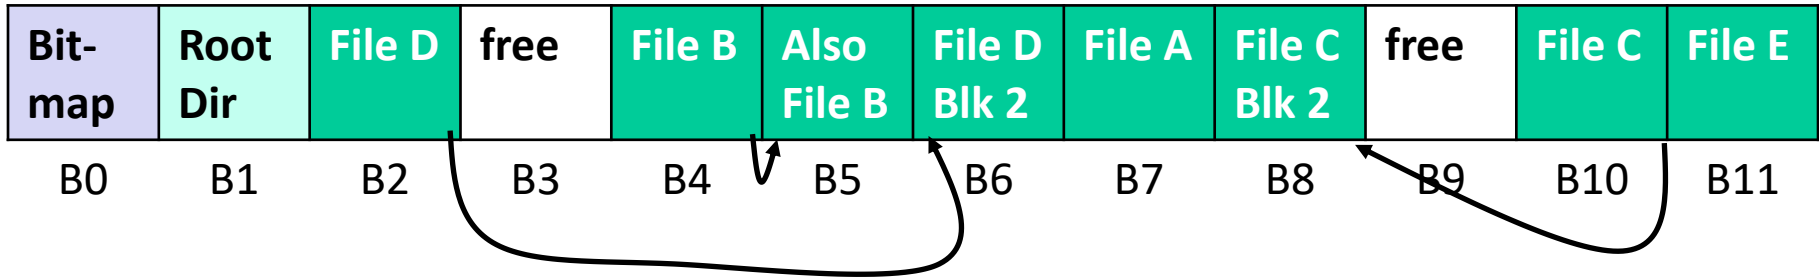 Bit- Root File D free File B Also File D File A File C free File C File E
map Dir File B Blk 2 Blk 2
B0 B1 B2 B3 B4 B5 B6 B7 B8 B9 B10 B11